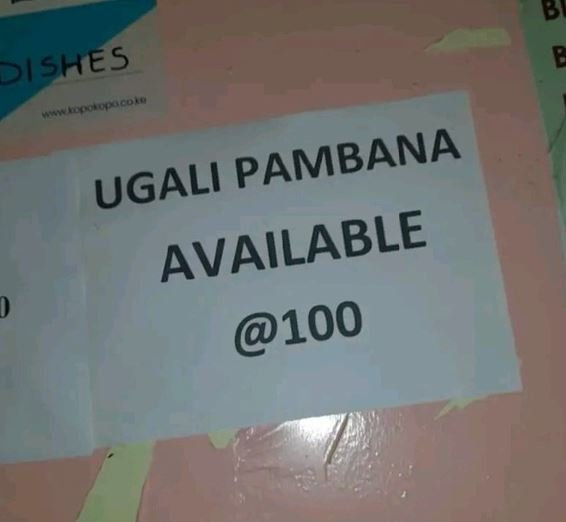 DISHES
www.kopokopo.co.ke
UGALI PAMBANA
AVAILABLE
@100